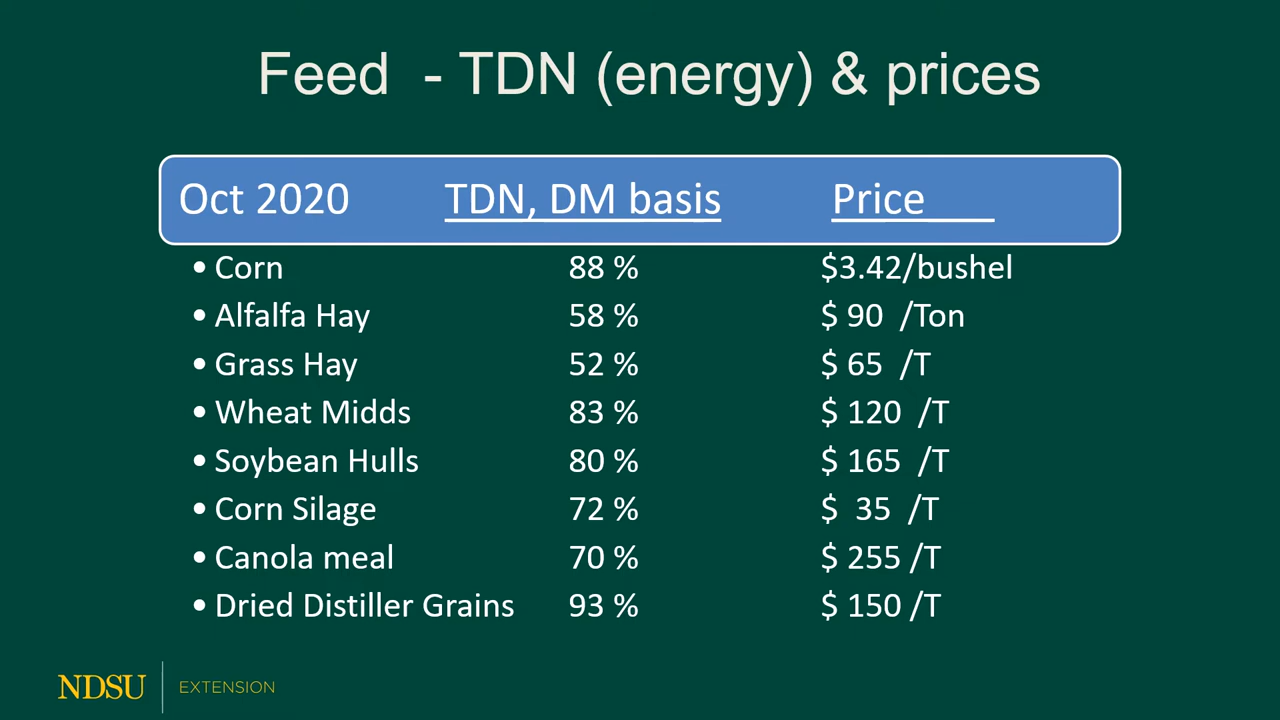 Feed - TDN (energy) & prices
Oct 2020 TDN, DM basis Price
• Corn 88 % $3.42/bushel
• Alfalfa Hay 58 % $ 90 /Ton
• Grass Hay 52 % $ 65 /T
• Wheat Midds 83 % $ 120 /T
• Soybean Hulls 80 % $ 165 /T
• Corn Silage 72 % $ 35 /T
• Canola meal 70 % $ 255 /T
• Dried Distiller Grains 93 % $ 150 /T
NDSU EXTENSION